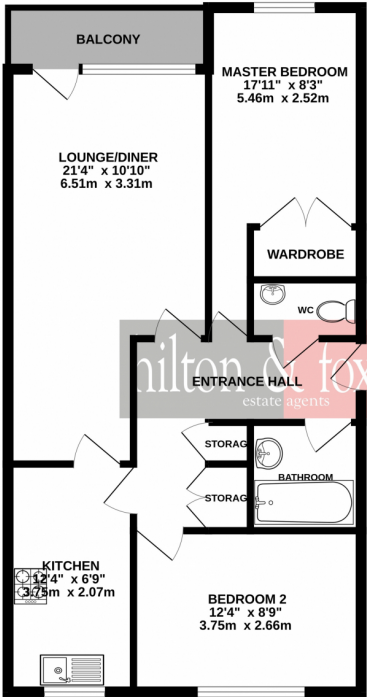 BALCONY
MASTER BEDROOM
17'11" x 8'3"
5.46m x 2.52m
LOUNGE/DINER
21'4" x 10'10"
6.51m x 3.31m
WARDROBE
WC
hilton & fox
ENTRANCE HALL
estate agents
STORAG
BATHROOM
STORAG
KITCHEN
12'4" x 6'9"
3.75m x 2.07m
BEDROOM 2
12'4" x 8'9"
3.75m x 2.66m